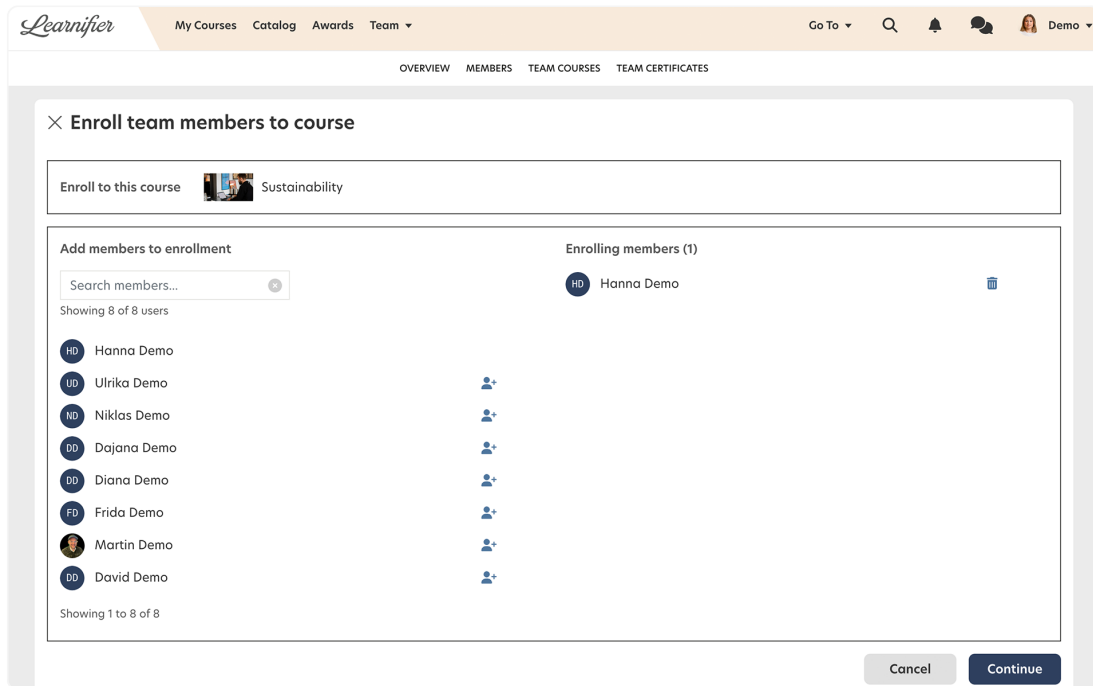 Learnifier
My Courses Catalog Awards Team Go To Demo
OVERVIEW MEMBERS TEAM COURSES TEAM CERTIFICATES
Enroll team members to course
Enroll to this course Sustainability
Add members to enrollment
Search members...
Showing 8 of 8 users
HD Hanna Demo
UD Ulrika Demo
ND Niklas Demo
DD Dajana Demo
DD Diana Demo
FD Frida Demo
Martin Demo
DD David Demo
Showing 1 to 8 of 8
Enrolling members (1)
HD Hanna Demo
Cancel Continue